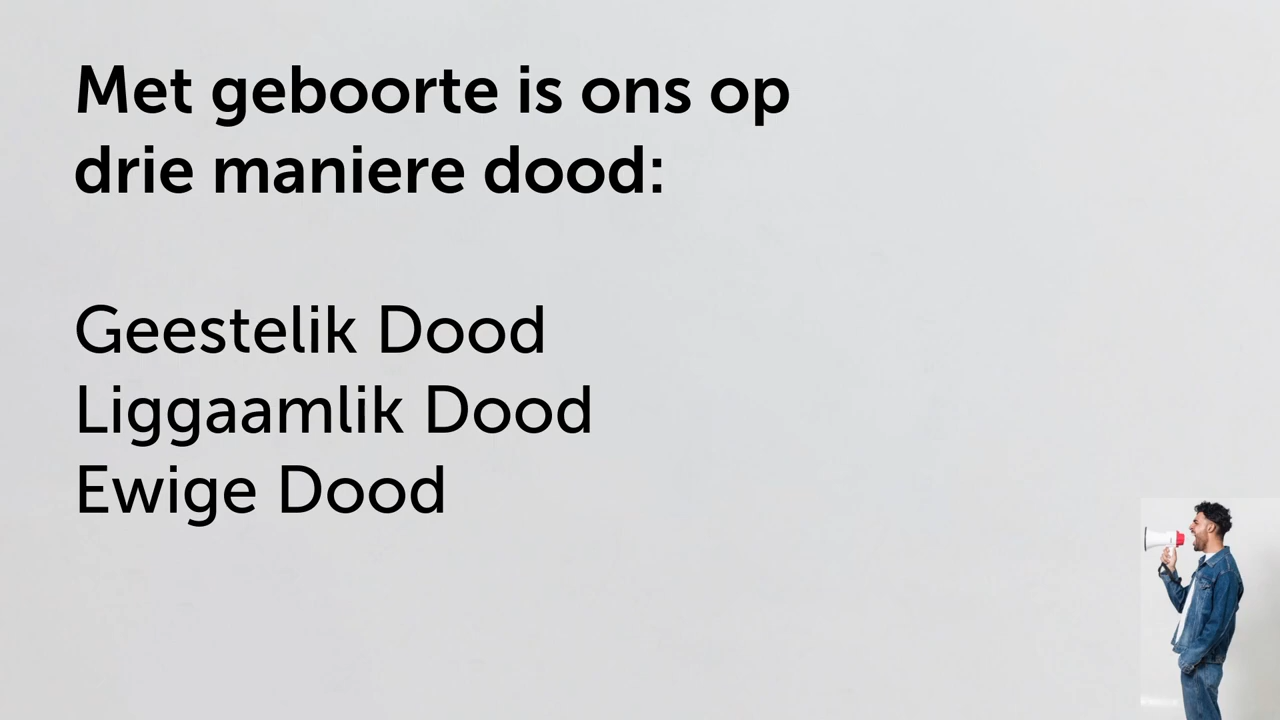 Met geboorte is ons op
drie maniere dood:
Geestelik Dood
Liggaamlik Dood
Ewige Dood